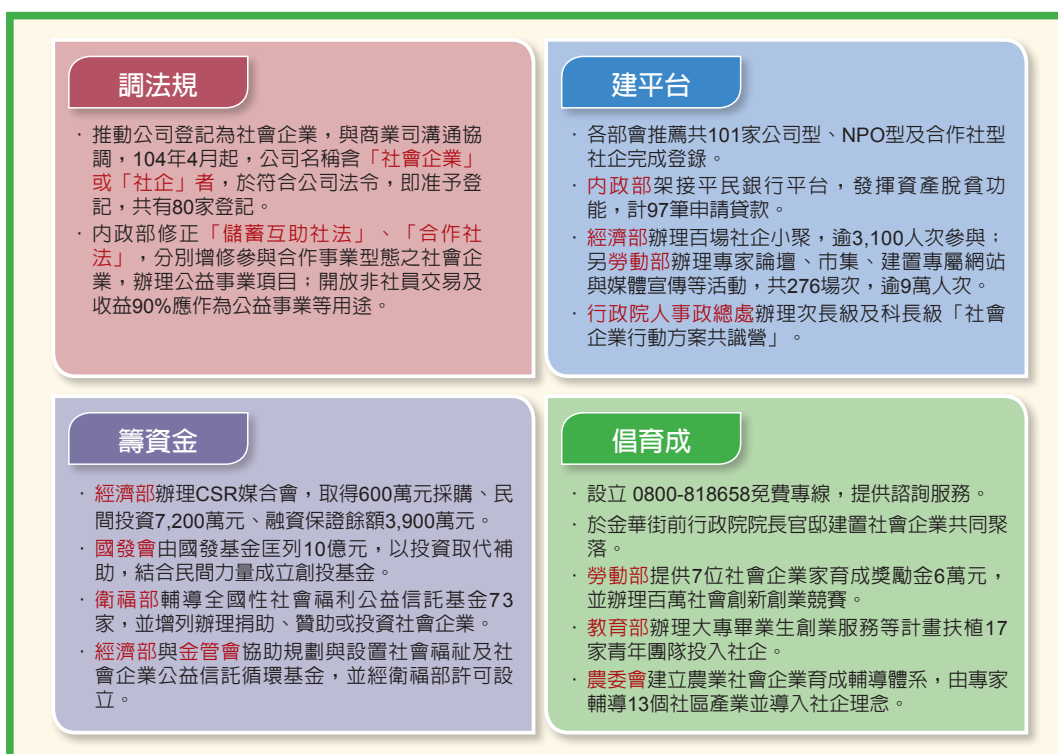 調法規
· 推動公司登記為社會企業,與商業司溝通協
調,104年4月起,公司名稱含「社會企業」
或「社企」者,於符合公司法令,即准予登
記,共有80家登記。
· 內政部修正「儲蓄互助社法」、「合作社
法」,分別增修參與合作事業型態之社會企
業,辦理公益事業項目;開放非社員交易及
收益90%應作為公益事業等用途。
建平台
· 各部會推薦共101家公司型、NPO型及合作社型
社企完成登錄。
· 內政部架接平民銀行平台,發揮資產脫貧功
能,計97筆申請貸款。
· 經濟部辦理百場社企小聚,逾3,100人次參與;
另勞動部辦理專家論壇、市集、建置專屬網站
與媒體宣傳等活動,共276場次,逾9萬人次。
· 行政院人事政總處辦理次長級及科長級「社會
企業行動方案共識營」。
籌資金
· 經濟部辦理CSR媒合會,取得600萬元採購、民
間投資7,200萬元、融資保證餘額3,900萬元。
· 國發會由國發基金匡列10億元,以投資取代補
助,結合民間力量成立創投基金。
· 衛福部輔導全國性社會福利公益信託基金73
家,並增列辦理捐助、贊助或投資社會企業。
· 經濟部與金管會協助規劃與設置社會福祉及社
會企業公益信託循環基金,並經衛福部許可設
立。
倡育成
· 設立 0800-818658免費專線,提供諮詢服務。
· 於金華街前行政院院長官邸建置社會企業共同聚
落。
· 勞動部提供7位社會企業家育成獎勵金6萬元,
並辦理百萬社會創新創業競賽。
· 教育部辦理大專畢業生創業服務等計畫扶植17
家青年團隊投入社企。
· 農委會建立農業社會企業育成輔導體系,由專家
輔導13個社區產業並導入社企理念。